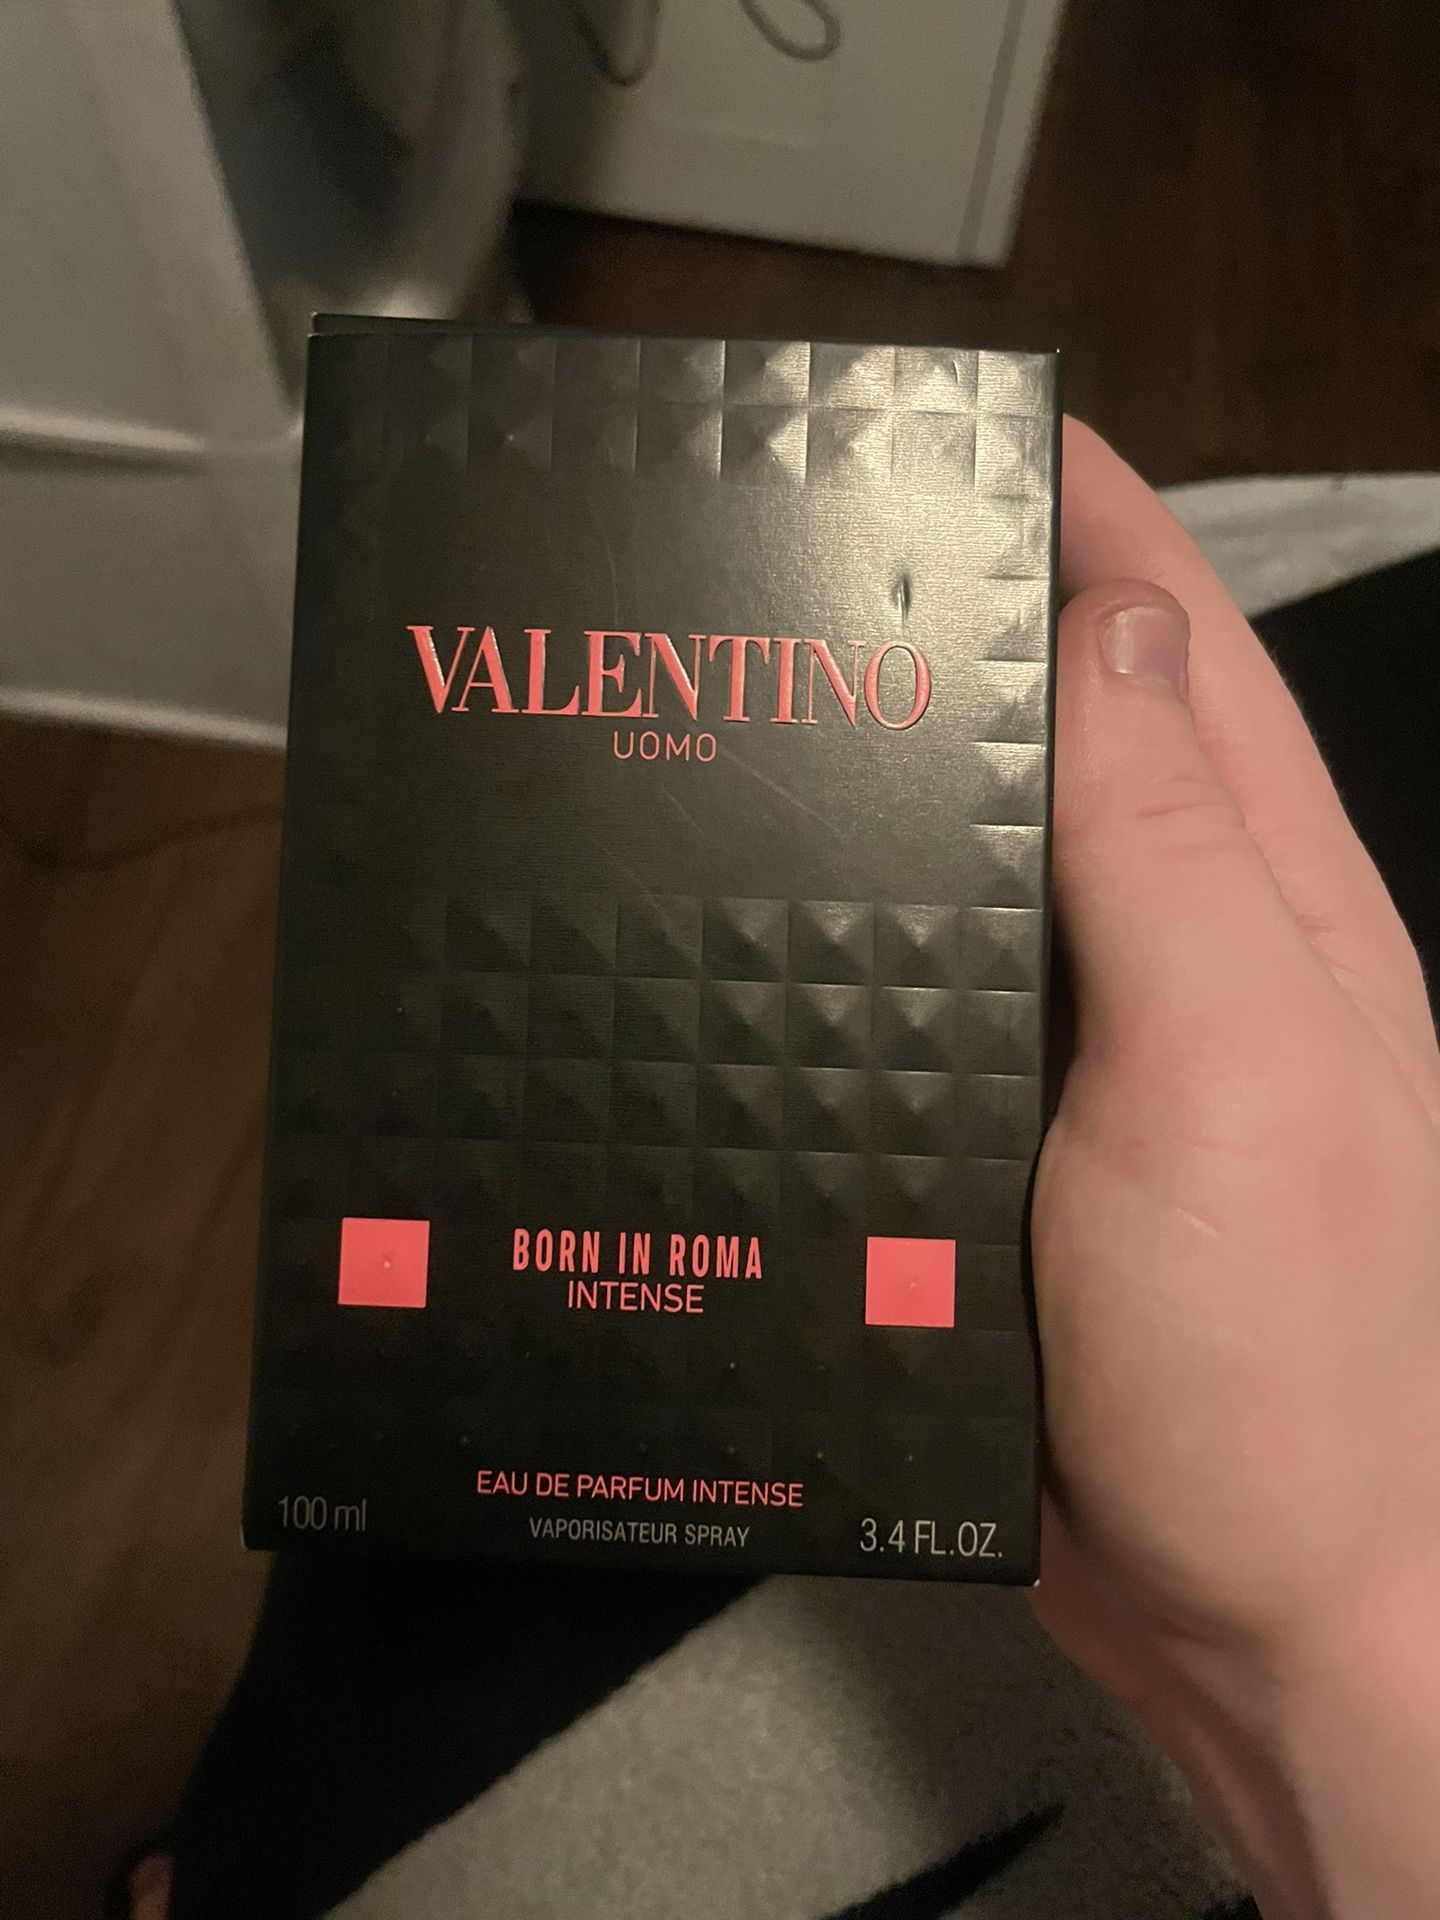 VALENTINO
UOMO
BORN IN ROMA
INTENSE
EAU DE PARFUM INTENSE
100 ml
VAPORISATEUR SPRAY
3.4 FL.OZ.